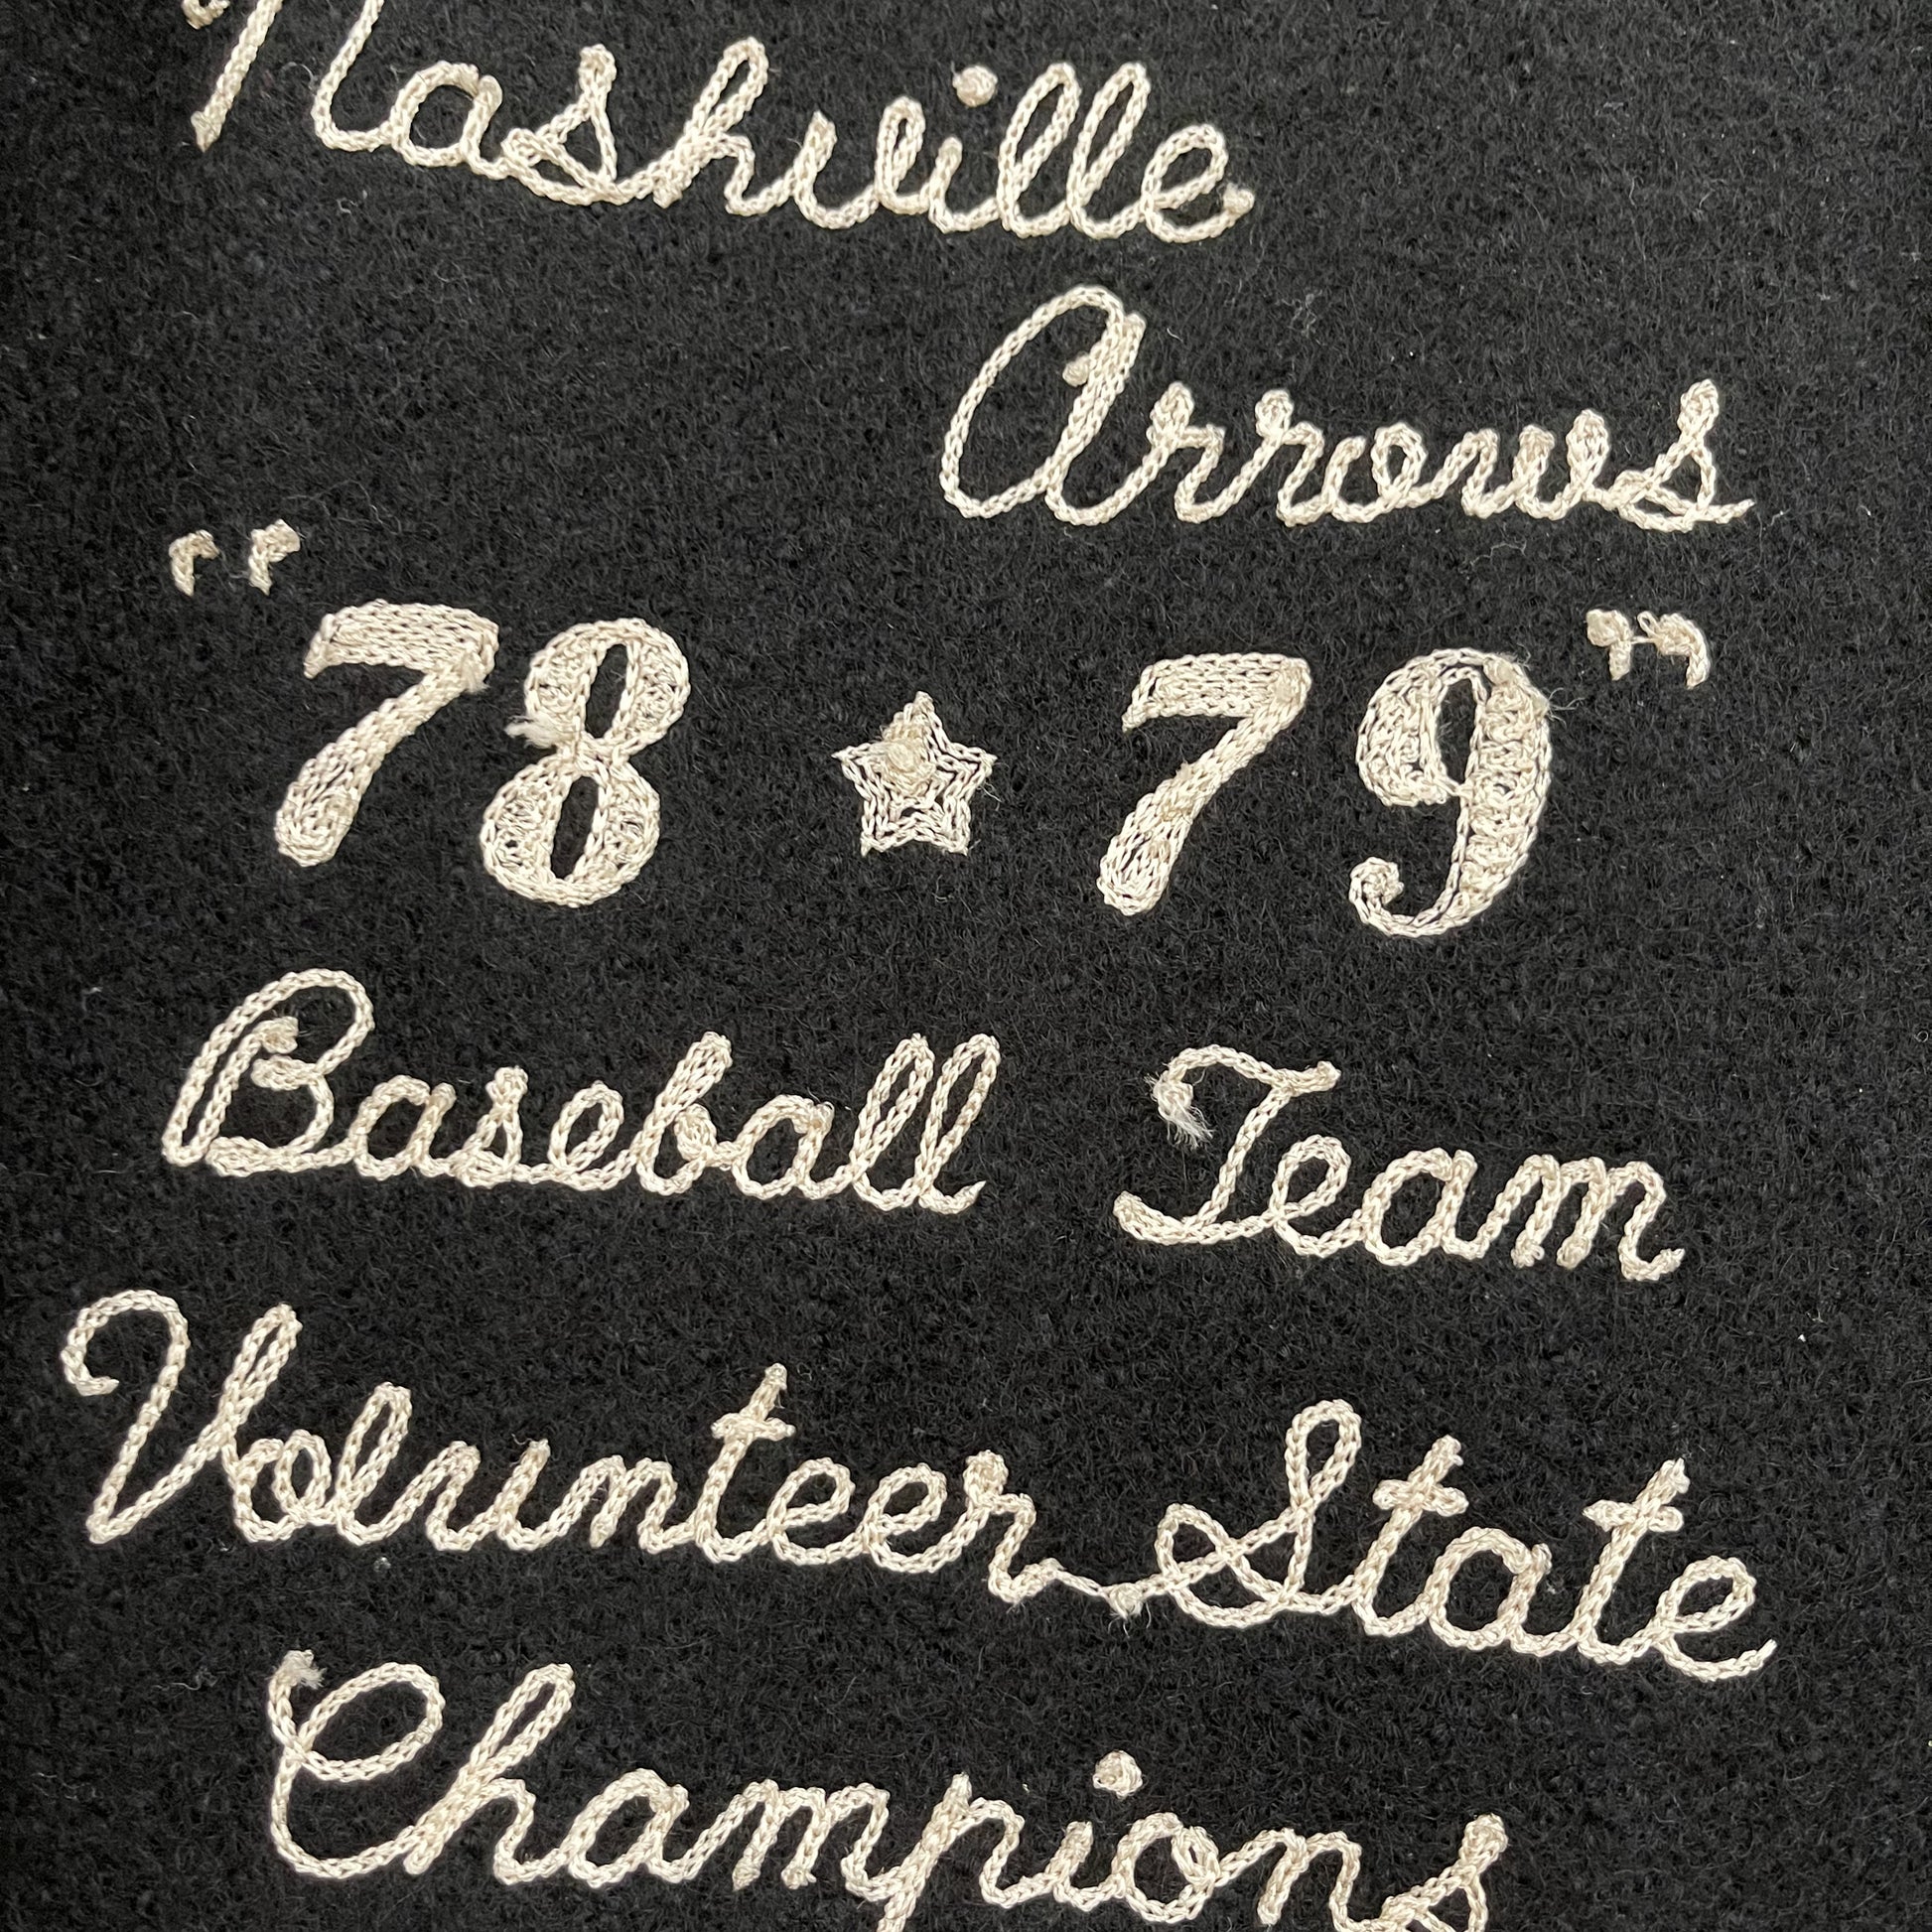 Nashville
Arrows
"78 ★ 79"
Baseball Team
Volunteer State
Champions